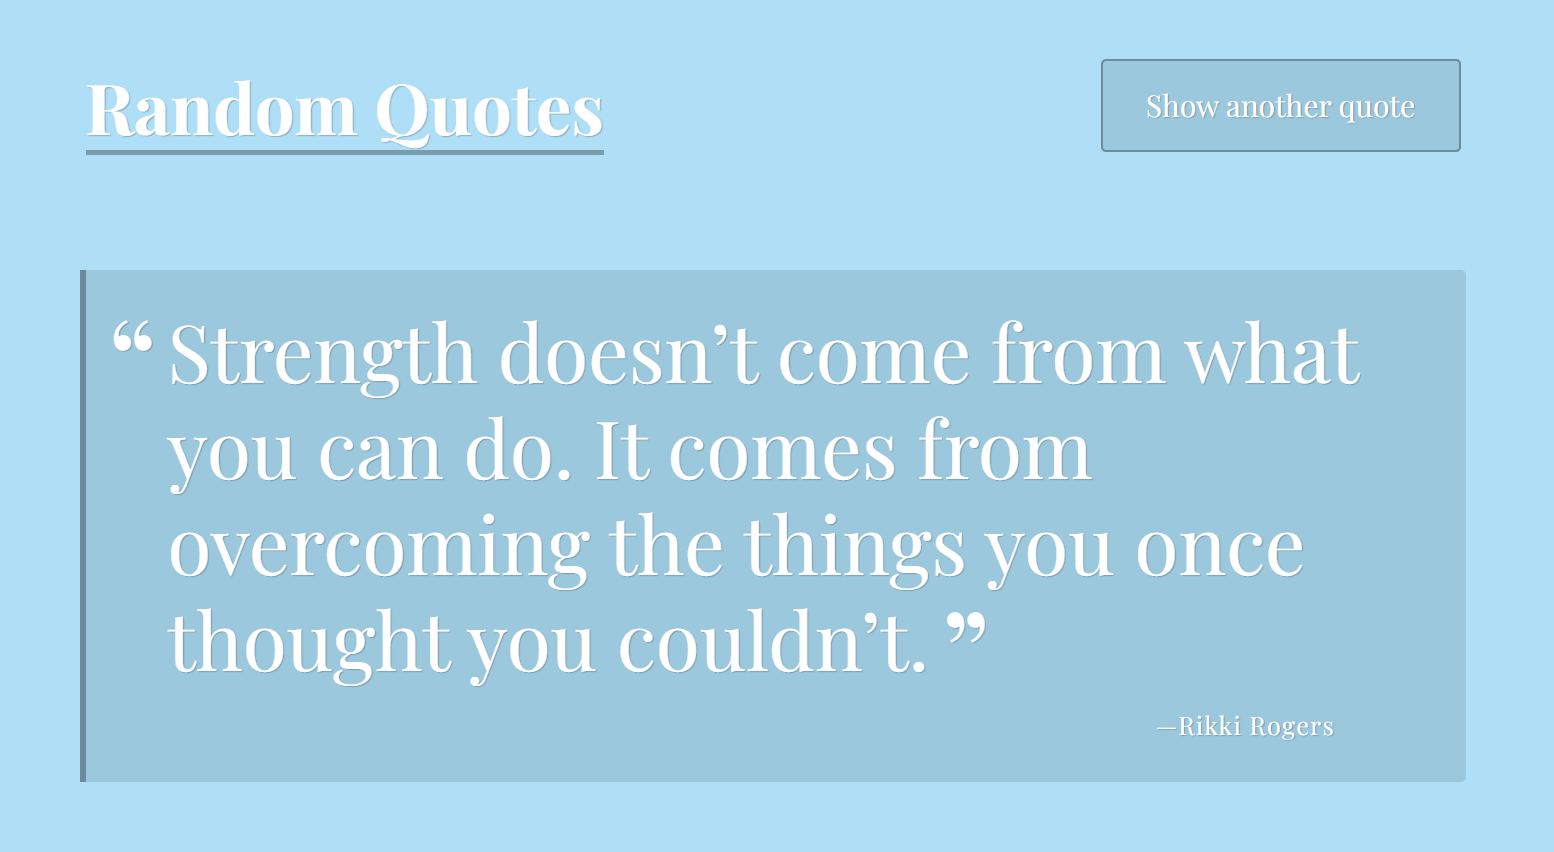 Random Quotes
Show another quote
“ Strength doesn’t come from what
you can do. It comes from
overcoming the things you once
thought you couldn’t. ”
—Rikki Rogers